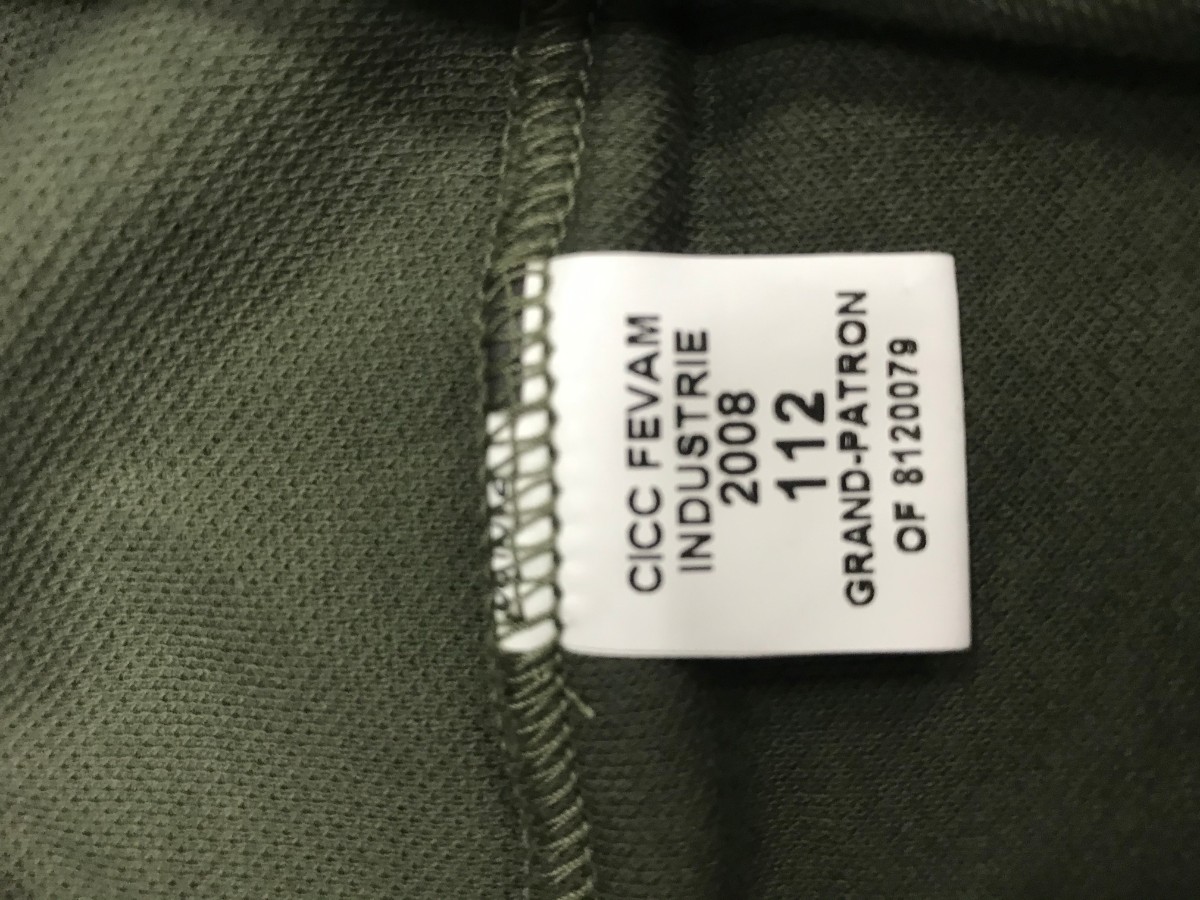 CICC FEVAM
INDUSTRIE
2008
112
GRAND-PATRON
OF 8120079